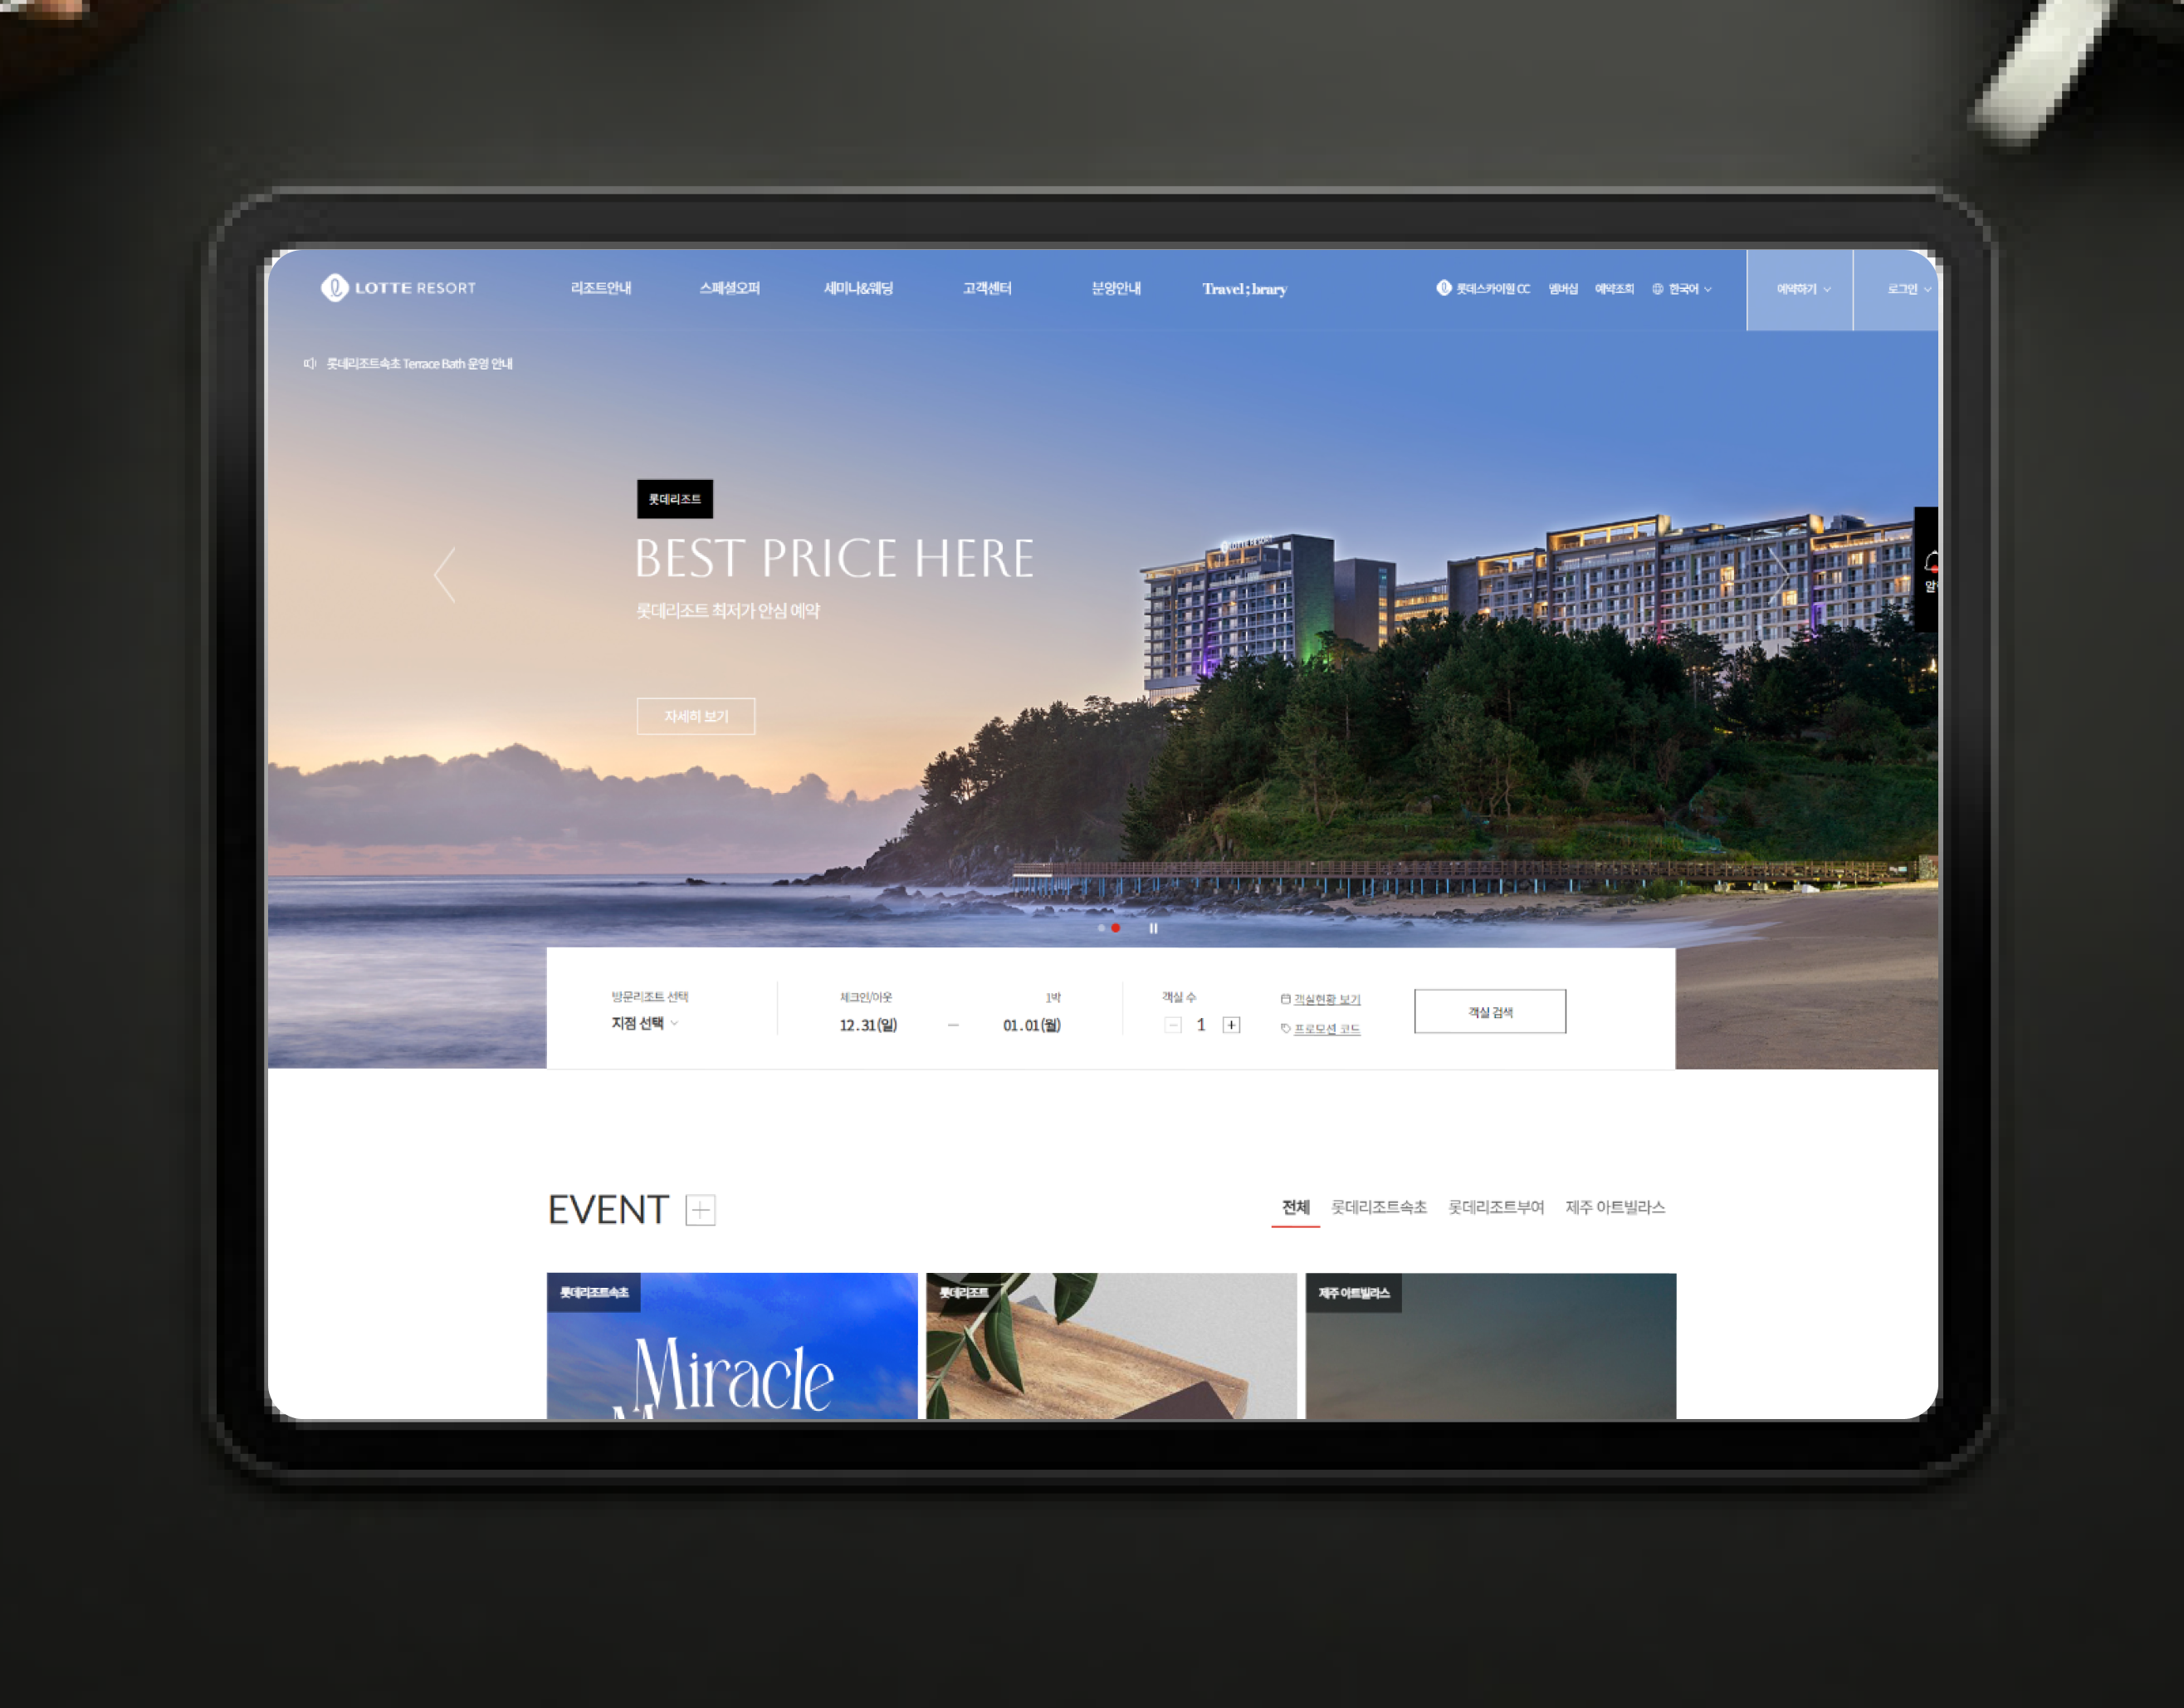 LOTTE RESORT
리조트안내
스페셜오퍼
세미나&웨딩
고객센터
분양안내
Travel;brary
롯데스카이힐 CC
멤버십
예약조회
한국어
예약하기
로그인
롯데리조트속초 Terrace Bath 운영 안내
롯데리조트
BEST PRICE HERE
롯데리조트 최저가 안심 예약
자세히 보기
LOTTE RESORT
방문리조트 선택
지점 선택
체크인/아웃
1박
12.31(일) — 01.01(월)
객실 수
1
객실현황 보기
프로모션 코드
객실 검색
EVENT
전체
롯데리조트속초
롯데리조트부여
제주 아트빌라스
롯데리조트속초
Miracle
롯데리조트
제주 아트빌라스